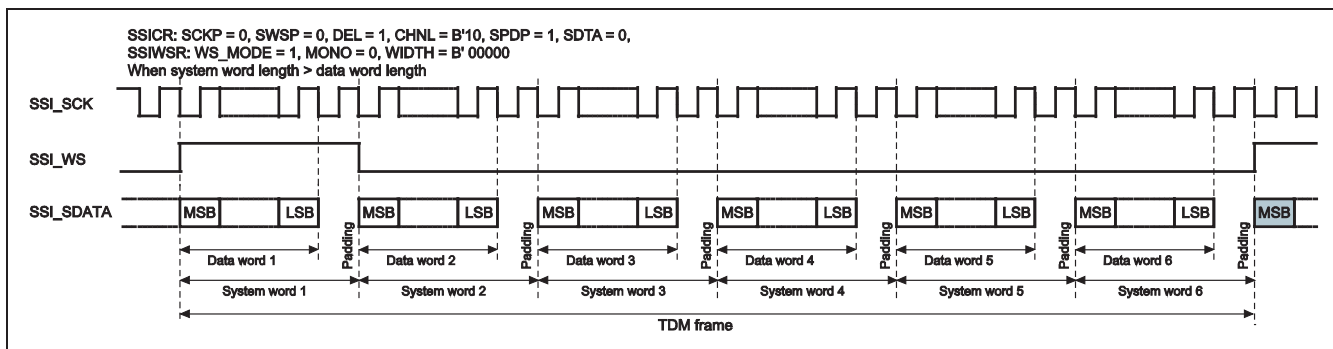 SSICR: SCKP = 0, SWSP = 0, DEL = 1, CHNL = B'10, SPDP = 1, SDTA = 0,
SSIWSR: WS_MODE = 1, MONO = 0, WIDTH = B' 00000
When system word length > data word length
SSI_SCK
SSI_WS
SSI_SDATA
MSB LSB MSB LSB MSB LSB MSB LSB MSB LSB MSB LSB MSB
Padding Padding Padding Padding Padding Padding
Data word 1 Data word 2 Data word 3 Data word 4 Data word 5 Data word 6
System word 1 System word 2 System word 3 System word 4 System word 5 System word 6
TDM frame